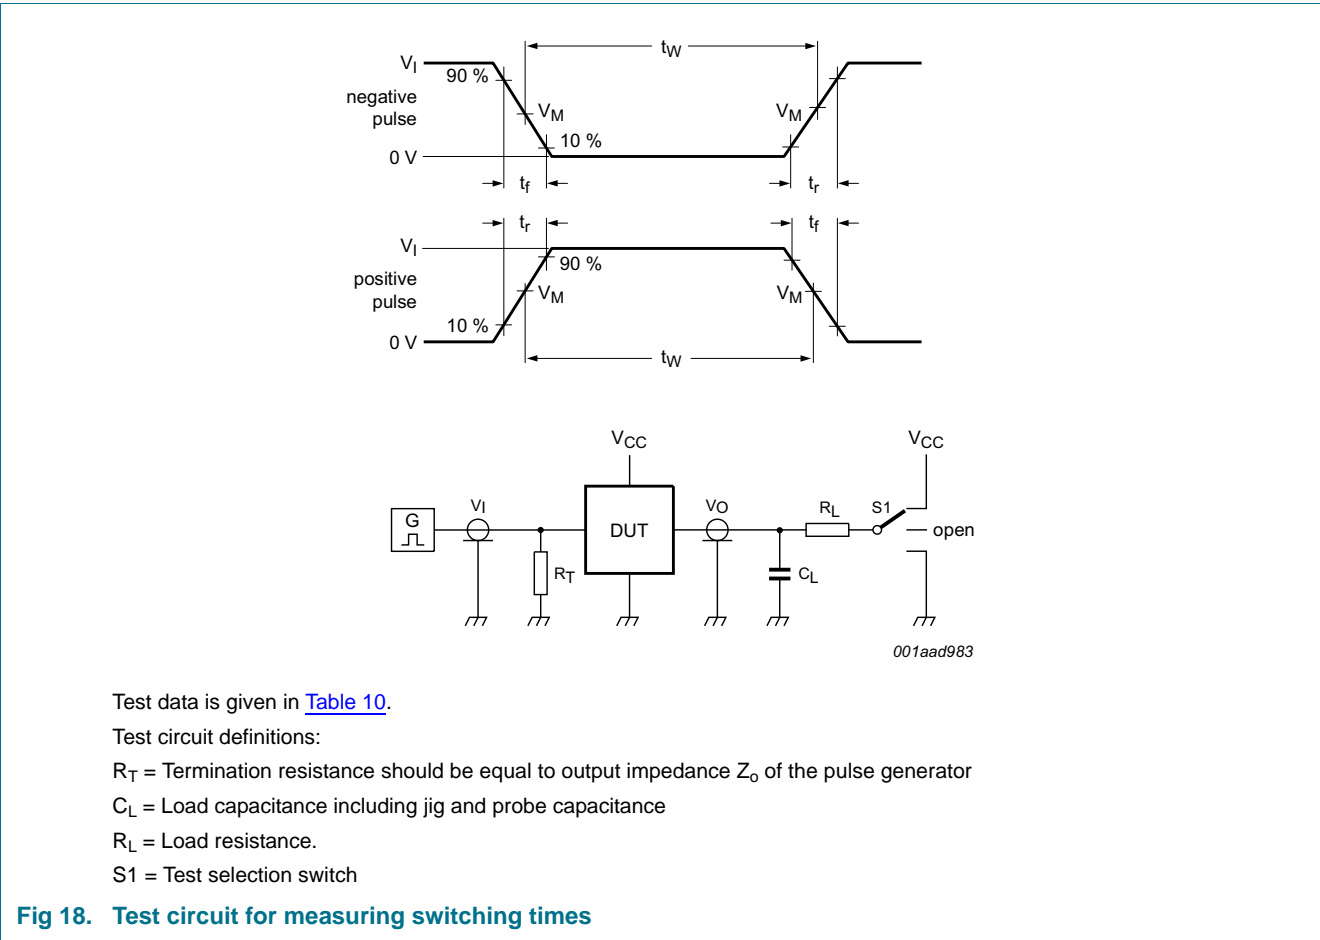 tW
VI
90 %
negative
pulse
VM
VM
10 %
0 V
tf
tr
tr
tf
VI
90 %
positive
pulse
VM
VM
10 %
0 V
tW
VCC
VCC
G
VI
DUT
VO
RL
S1
open
RT
CL
001aad983
Test data is given in Table 10.
Test circuit definitions:
RT = Termination resistance should be equal to output impedance Zo of the pulse generator
CL = Load capacitance including jig and probe capacitance
RL = Load resistance.
S1 = Test selection switch
Fig 18. Test circuit for measuring switching times